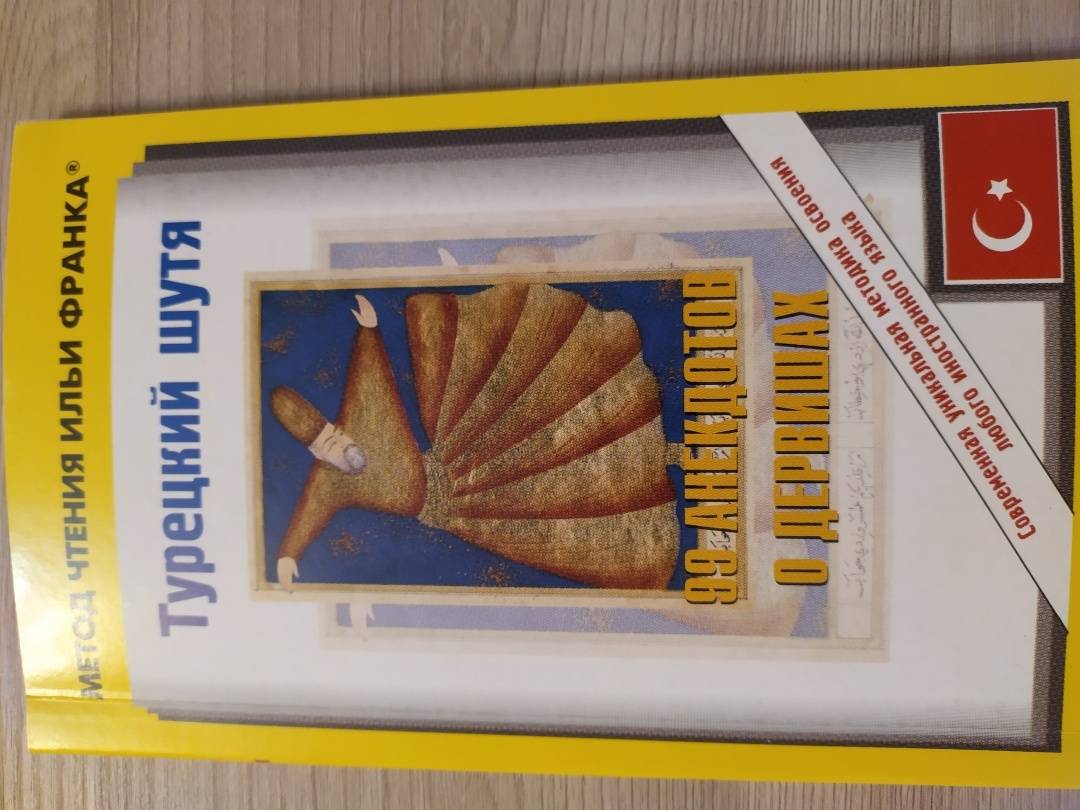 МЕТОД ЧТЕНИЯ ИЛЬИ ФРАНКА®
Турецкий шутя
99 АНЕКДОТОВ
О ДЕРВИШАХ
Современная уникальная методика освоения
любого иностранного языка